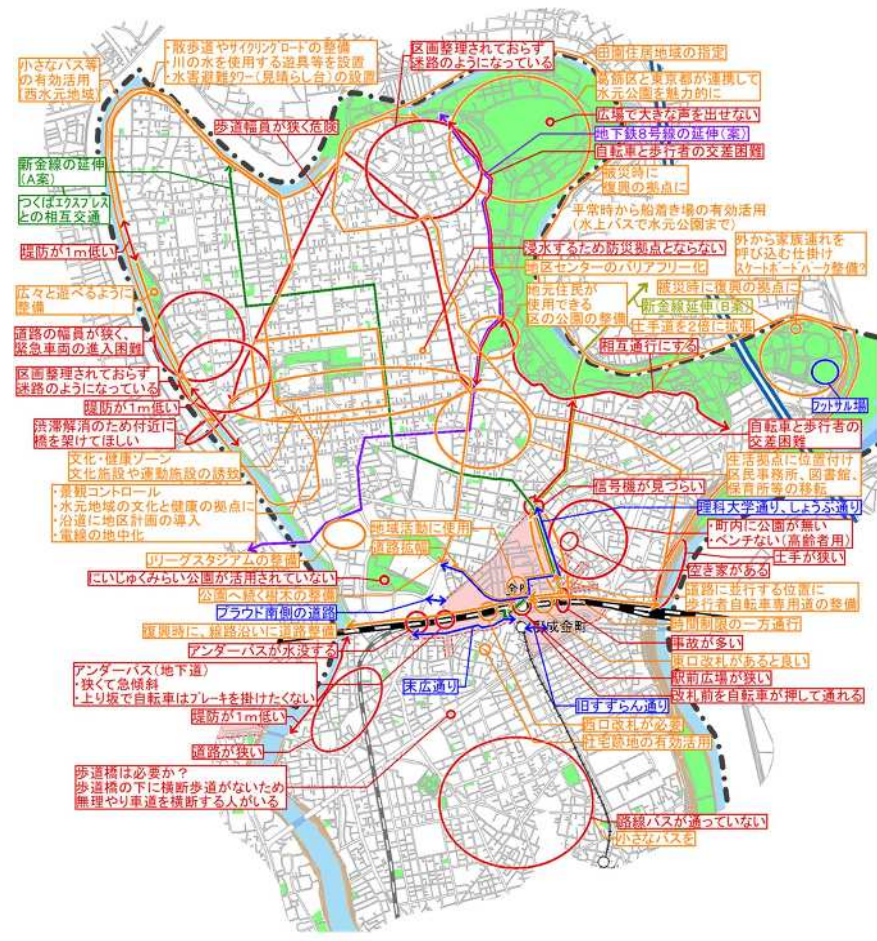 小さなバス等
の有効活用
(西水元地域)
・散歩道やサイクリングロードの整備
・川の水を使用する遊具等を設置
・水害避難タワー(見晴らし台)の設置
区画整理されておらず
迷路のようになっている
田園住居地域の指定
葛飾区と東京都が連携して
水元公園を魅力的に
広場で大きな声を出せない
地下鉄8号線の延伸(案)
自転車と歩行者の交差困難
歩道幅員が狭く危険
新金線の延伸
(A案)
つくばエクスプレス
との相互交通
被災時に
復興の拠点に
平常時から船着き場の有効活用
(水上バスで水元公園まで)
堤防が1m低い
浸水するため防災拠点とならない
地区センターのバリアフリー化
外から家族連れを
呼び込む仕掛け
スケートボードパーク整備?
広々と遊べるように
整備
地元住民が
使用できる
区の公園の整備
被災時に復興の拠点に
新金線延伸(B案)
土手道を2倍に拡張
相互通行にする
道路の幅員が狭く、
緊急車両の進入困難
区画整理されておらず
迷路のようになっている
フットサル場
堤防が1m低い
渋滞解消のため付近に
橋を架けてほしい
自転車と歩行者の
交差困難
文化・健康ゾーン
文化施設や運動施設の誘致
生活拠点に位置付け
区民事務所、図書館、
保育所等の移転
・景観コントロール
・水元地域の文化と健康の拠点に
・沿道に地区計画の導入
・電線の地中化
信号機が見づらい
理科大学通り、しょうぶ通り
地域活動に使用
道路拡幅
・町内に公園が無い
・ベンチない(高齢者用)
Jリーグスタジアムの整備
土手が狭い
にいじゅくみらい公園が活用されていない
空き家がある
公園へ続く樹木の整備
プラウド南側の道路
道路に並行する位置に
歩行者自転車専用道の整備
復興時に、線路沿いに道路整備
時間制限の一方通行
アンダーパスが水没する
京成金町
事故が多い
東口改札があると良い
アンダーパス(地下道)
・狭くて急傾斜
・上り坂で自転車はブレーキを掛けたくない
末広通り
旧すずらん通り
駅前広場が狭い
改札前を自転車が押して通れる
堤防が1m低い
道路が狭い
西口改札が必要
社宅跡地の有効活用
歩道橋は必要か?
歩道橋の下に横断歩道がないため
無理やり車道を横断する人がいる
路線バスが通っていない
小さなバスを